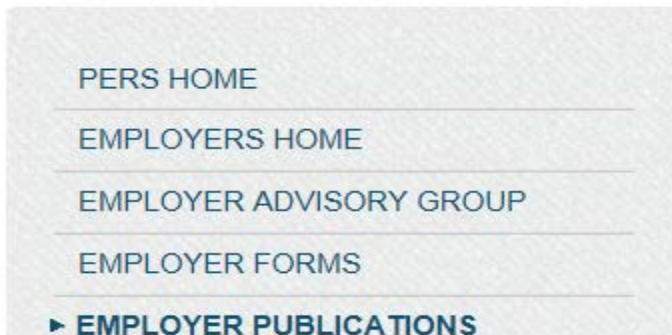 PERS HOME
EMPLOYERS HOME
EMPLOYER ADVISORY GROUP
EMPLOYER FORMS
► EMPLOYER PUBLICATIONS